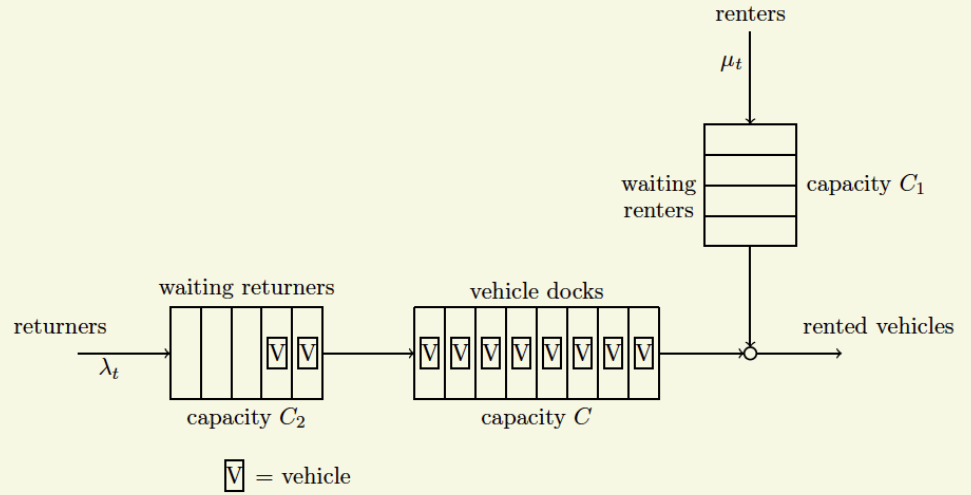 renters
μ_t
waiting
renters
capacity C_1
waiting returners
vehicle docks
returners
rented vehicles
V V
V V V V V V V V
λ_t
capacity C_2
capacity C
V = vehicle